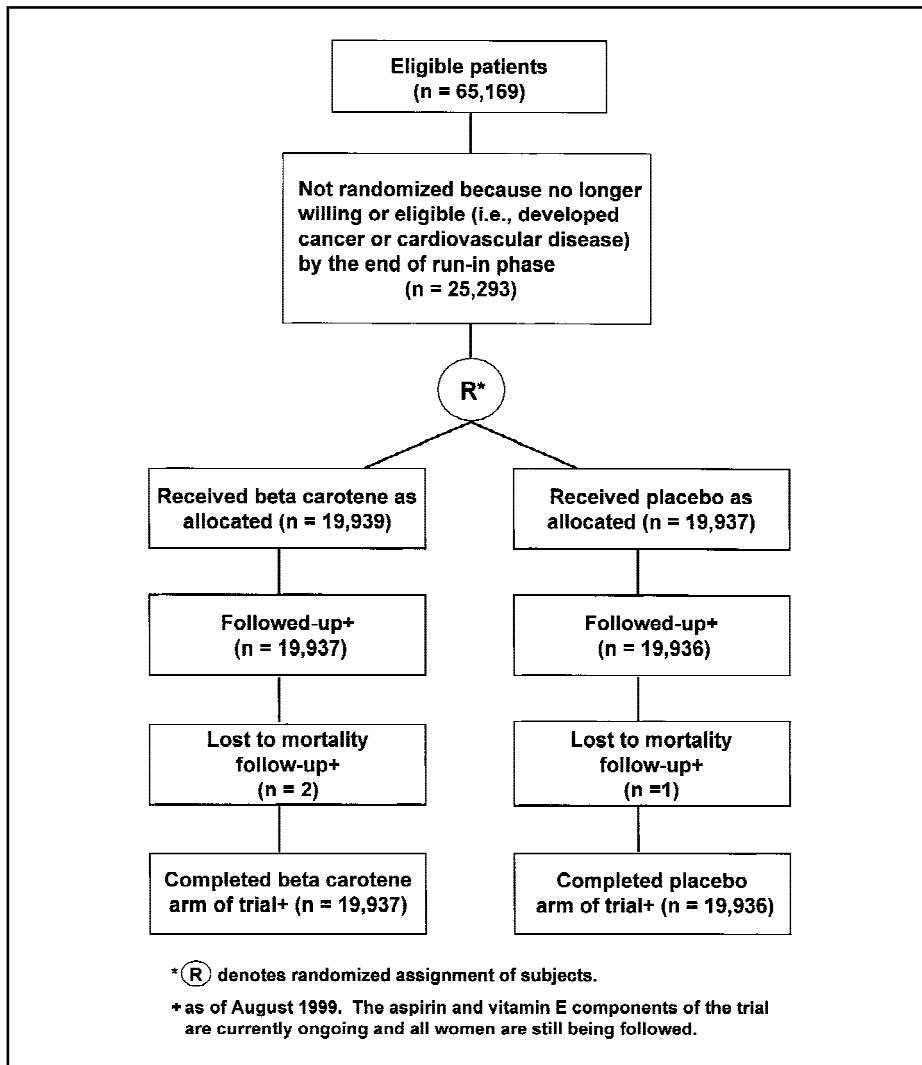 Eligible patients
(n = 65,169)
Not randomized because no longer
willing or eligible (i.e., developed
cancer or cardiovascular disease)
by the end of run-in phase
(n = 25,293)
R*
Received beta carotene as
allocated (n = 19,939)
Received placebo as
allocated (n = 19,937)
Followed-up+
(n = 19,937)
Followed-up+
(n = 19,936)
Lost to mortality
follow-up+
(n = 2)
Lost to mortality
follow-up+
(n =1)
Completed beta carotene
arm of trial+ (n = 19,937)
Completed placebo
arm of trial+ (n = 19,936)
* R denotes randomized assignment of subjects.
+ as of August 1999. The aspirin and vitamin E components of the trial
are currently ongoing and all women are still being followed.